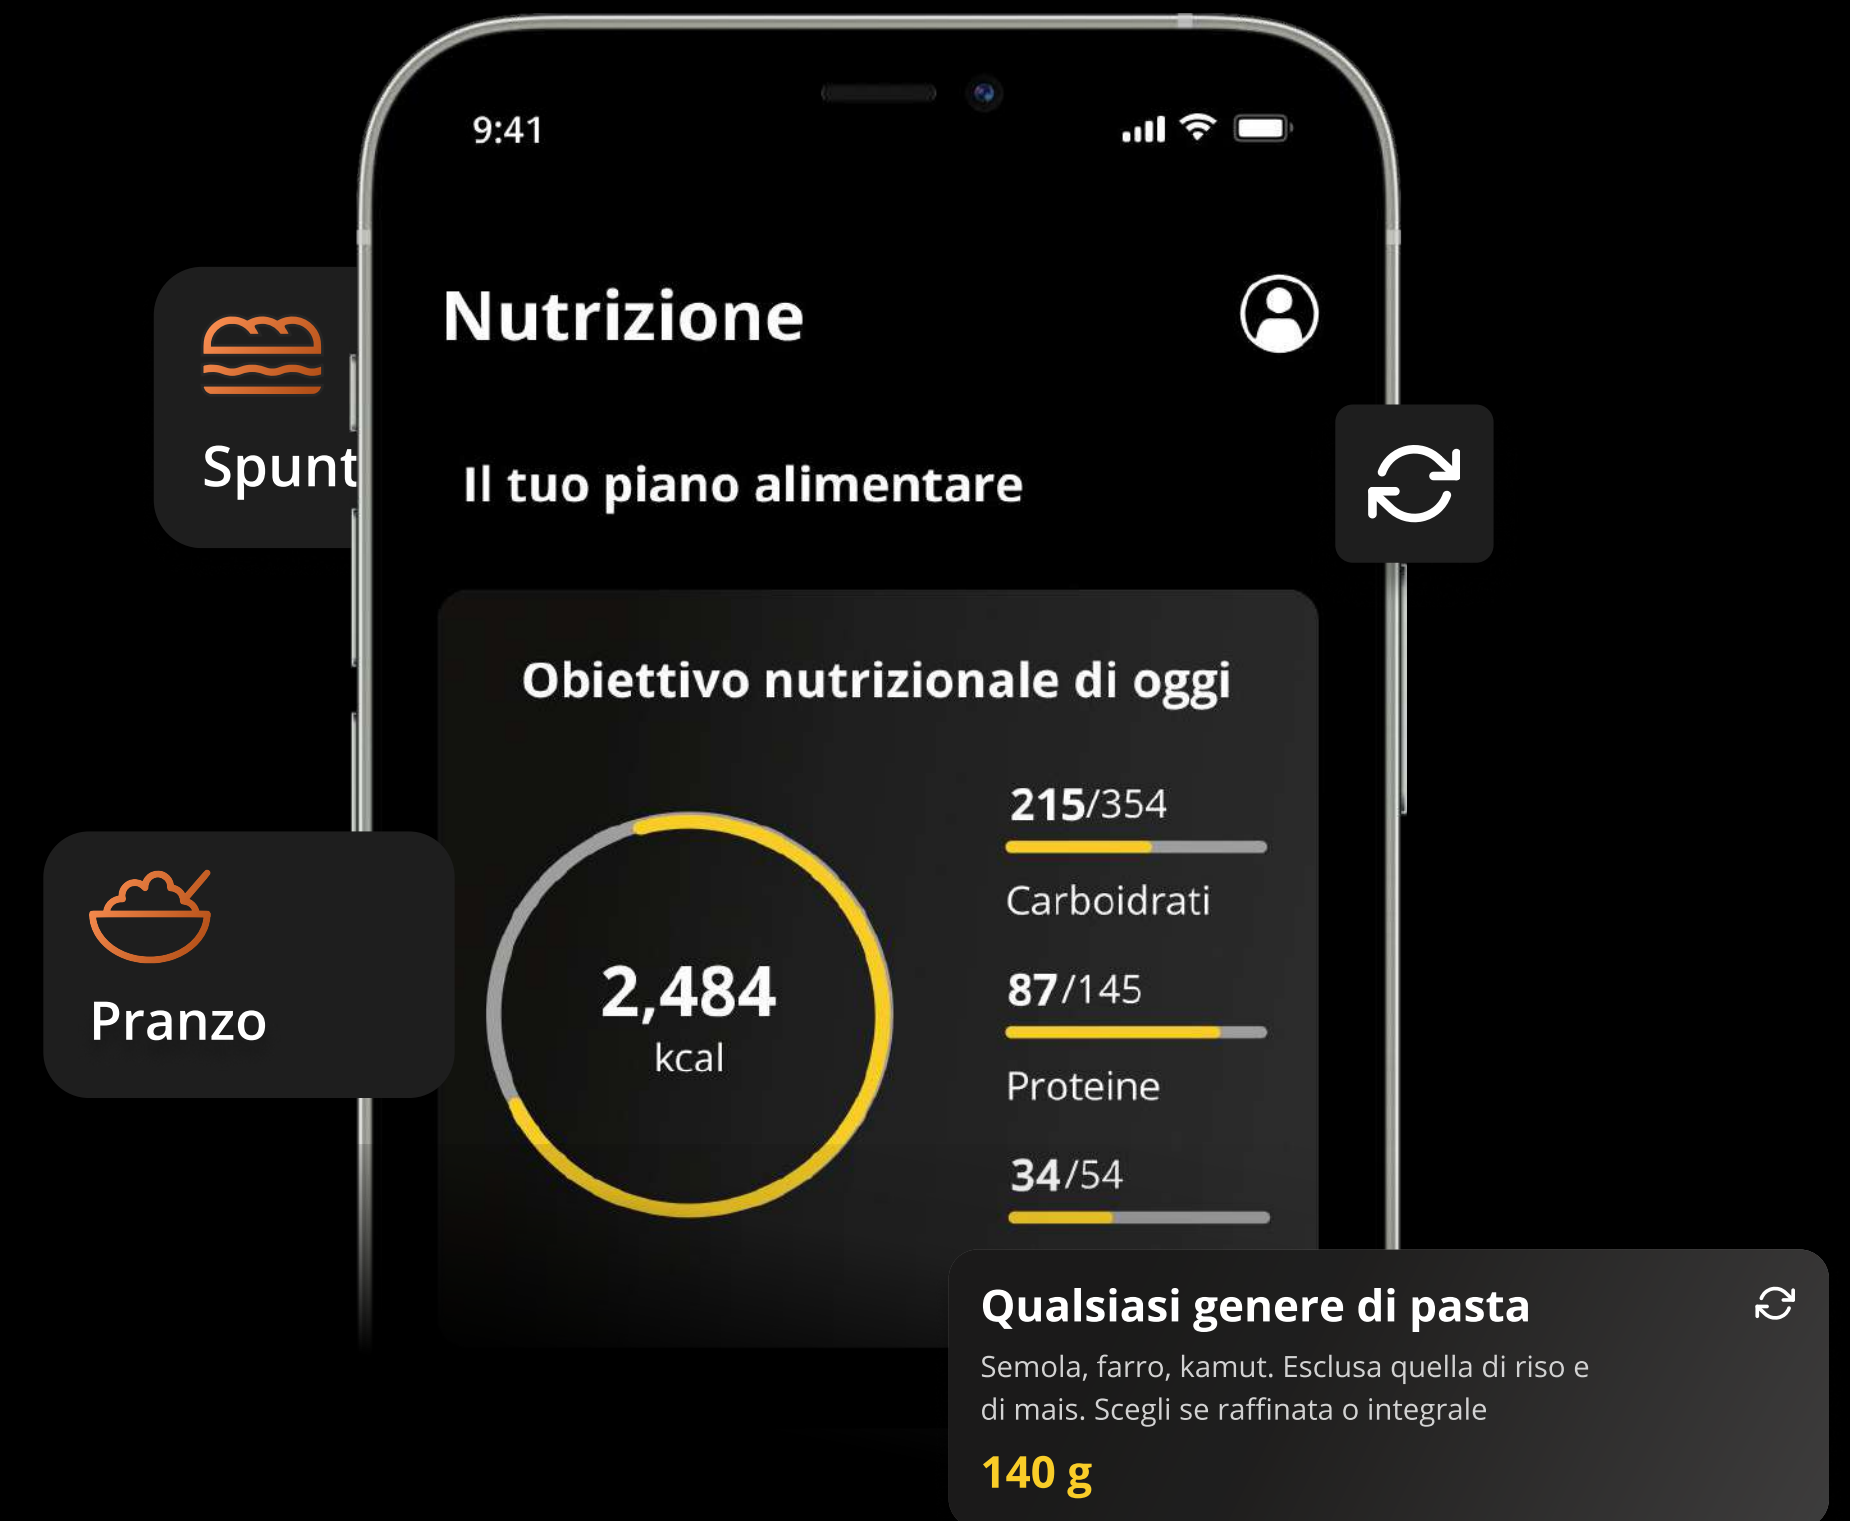 9:41
Nutrizione
Spunt
Il tuo piano alimentare
Obiettivo nutrizionale di oggi
215/354
Carboidrati
87/145
Proteine
34/54
2,484
kcal
Pranzo
Qualsiasi genere di pasta
Semola, farro, kamut. Esclusa quella di riso e
di mais. Scegli se raffinata o integrale
140 g